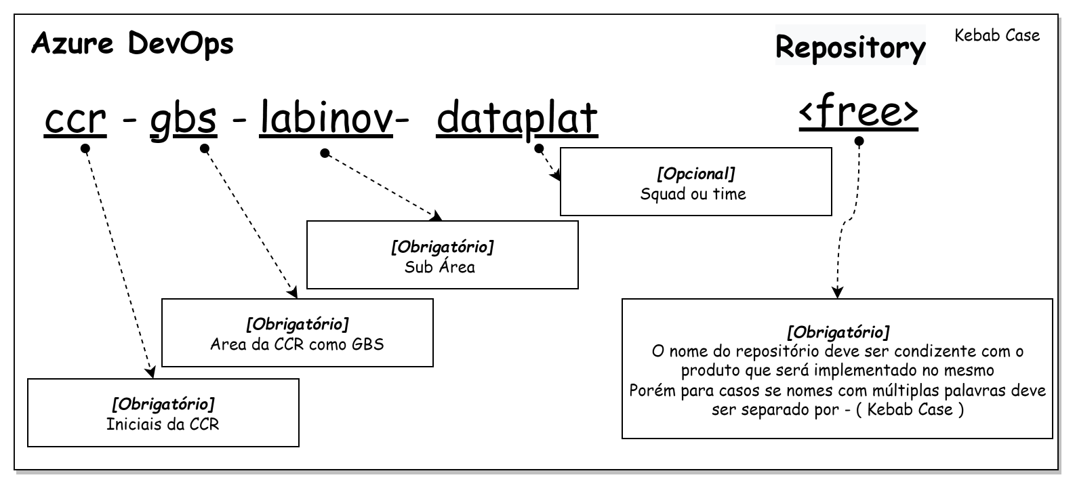 Azure DevOps
Repository
Kebab Case
ccr - gbs - labinov- dataplat
<free>
[Opcional]
Squad ou time
[Obrigatório]
Sub Área
[Obrigatório]
Area da CCR como GBS
[Obrigatório]
Iniciais da CCR
[Obrigatório]
O nome do repositório deve ser condizente com o
produto que será implementado no mesmo
Porém para casos se nomes com múltiplas palavras deve
ser separado por - ( Kebab Case )